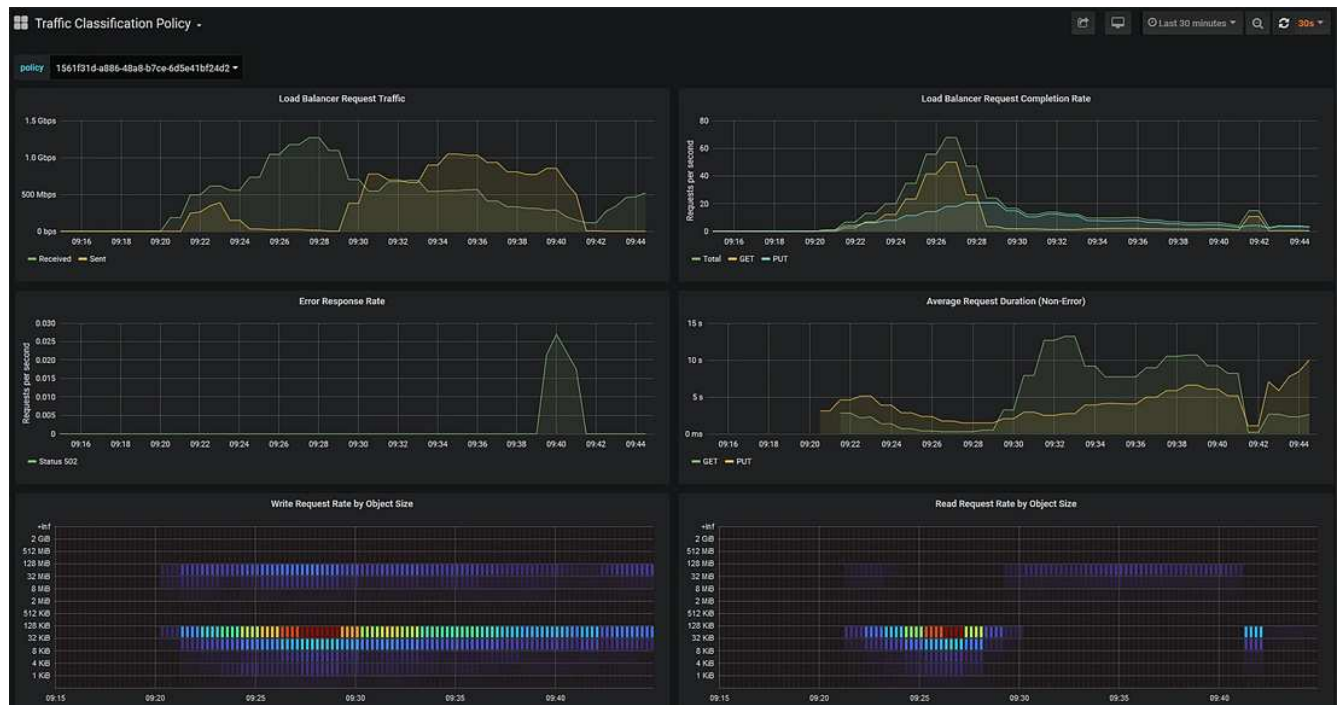 Traffic Classification Policy
Last 30 minutes
30s
policy 1561f31d-a886-48a8-b7ce-6d5e41bf24d2
Load Balancer Request Traffic
1.5 Gbps
1.0 Gbps
500 Mbps
0 bps
09:16 09:18 09:20 09:22 09:24 09:26 09:28 09:30 09:32 09:34 09:36 09:38 09:40 09:42 09:44
Received Sent
Load Balancer Request Completion Rate
Requests per second
80
60
40
20
0
09:16 09:18 09:20 09:22 09:24 09:26 09:28 09:30 09:32 09:34 09:36 09:38 09:40 09:42 09:44
Total GET PUT
Error Response Rate
Requests per second
0.030
0.025
0.020
0.015
0.010
0.005
0
09:16 09:18 09:20 09:22 09:24 09:26 09:28 09:30 09:32 09:34 09:36 09:38 09:40 09:42 09:44
Status 502
Average Request Duration (Non-Error)
15 s
10 s
5 s
0 ms
09:16 09:18 09:20 09:22 09:24 09:26 09:28 09:30 09:32 09:34 09:36 09:38 09:40 09:42 09:44
GET PUT
Write Request Rate by Object Size
+Inf
2 GiB
512 MiB
128 MiB
32 MiB
8 MiB
2 MiB
512 KiB
128 KiB
32 KiB
8 KiB
4 KiB
1 KiB
09:15 09:20 09:25 09:30 09:35 09:40
Read Request Rate by Object Size
+Inf
2 GiB
512 MiB
128 MiB
32 MiB
8 MiB
2 MiB
512 KiB
128 KiB
32 KiB
8 KiB
4 KiB
1 KiB
09:15 09:20 09:25 09:30 09:35 09:40